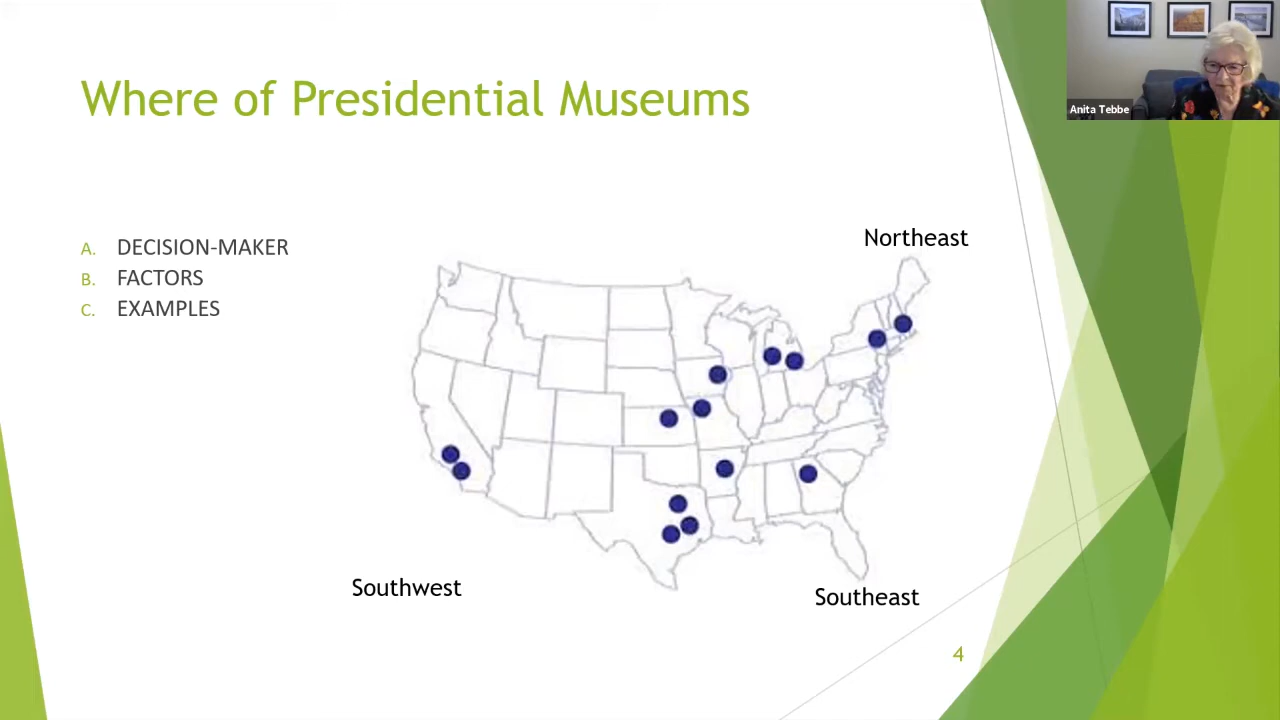 Where of Presidential Museums
Anita Tebbe
A. DECISION-MAKER
B. FACTORS
C. EXAMPLES
Northeast
Southwest
Southeast
4